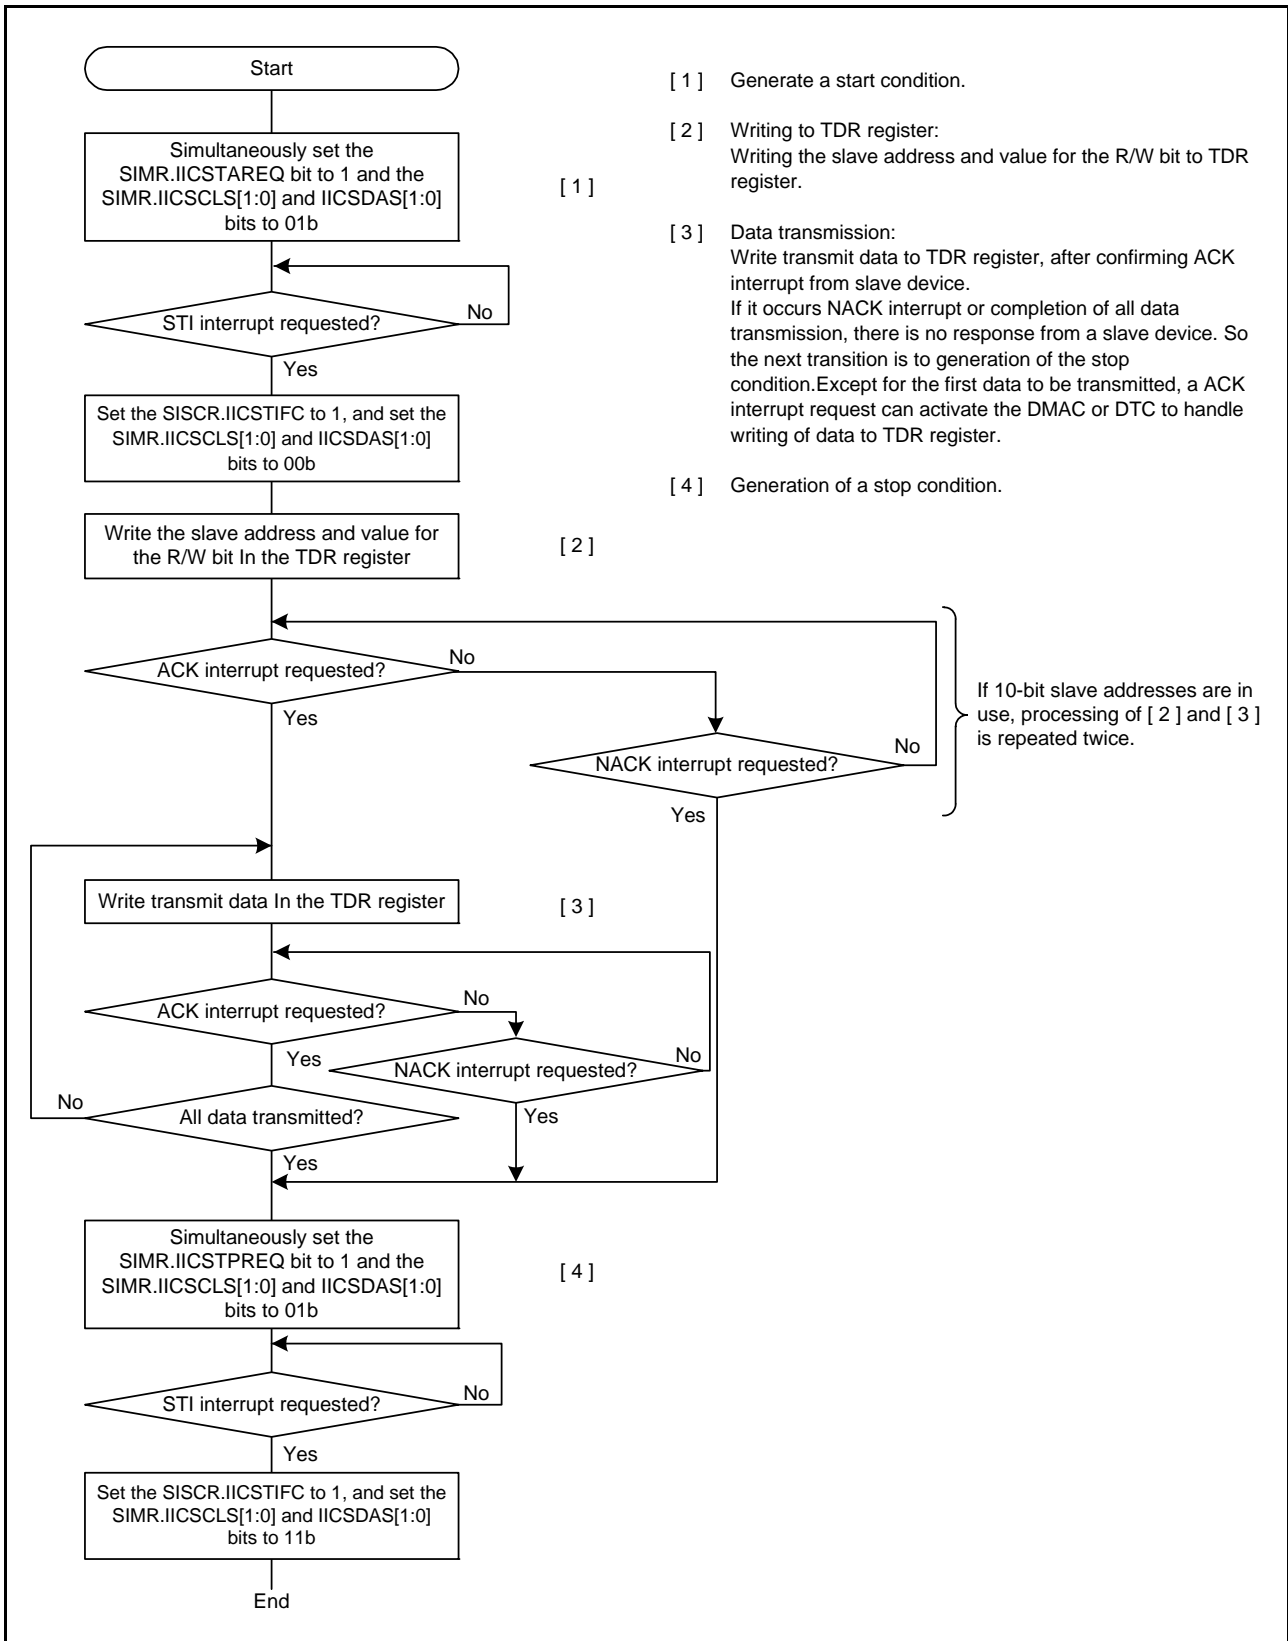 Start
Simultaneously set the
SIMR.IICSTAREQ bit to 1 and the
SIMR.IICSCLS[1:0] and IICSDAS[1:0]
bits to 01b
[ 1 ]
STI interrupt requested?
No
Yes
Set the SISCR.IICSTIFC to 1, and set the
SIMR.IICSCLS[1:0] and IICSDAS[1:0]
bits to 00b
Write the slave address and value for
the R/W bit In the TDR register
[ 2 ]
ACK interrupt requested?
No
Yes
NACK interrupt requested?
No
Yes
If 10-bit slave addresses are in
use, processing of [ 2 ] and [ 3 ]
is repeated twice.
Write transmit data In the TDR register
[ 3 ]
ACK interrupt requested?
No
Yes
NACK interrupt requested?
No
Yes
All data transmitted?
No
Yes
Simultaneously set the
SIMR.IICSTPREQ bit to 1 and the
SIMR.IICSCLS[1:0] and IICSDAS[1:0]
bits to 01b
[ 4 ]
STI interrupt requested?
No
Yes
Set the SISCR.IICSTIFC to 1, and set the
SIMR.IICSCLS[1:0] and IICSDAS[1:0]
bits to 11b
End
[ 1 ] Generate a start condition.
[ 2 ] Writing to TDR register:
Writing the slave address and value for the R/W bit to TDR
register.
[ 3 ] Data transmission:
Write transmit data to TDR register, after confirming ACK
interrupt from slave device.
If it occurs NACK interrupt or completion of all data
transmission, there is no response from a slave device. So
the next transition is to generation of the stop
condition.Except for the first data to be transmitted, a ACK
interrupt request can activate the DMAC or DTC to handle
writing of data to TDR register.
[ 4 ] Generation of a stop condition.